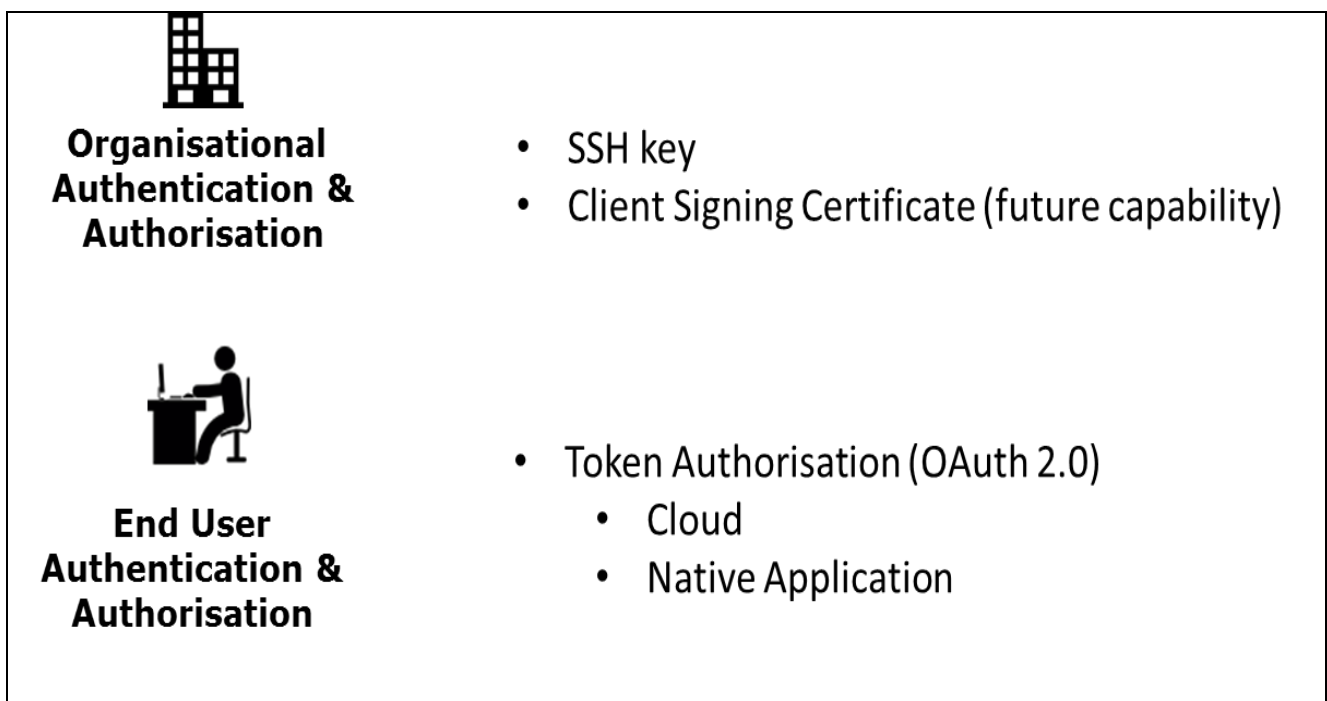 Organisational
Authentication &
Authorisation
• SSH key
• Client Signing Certificate (future capability)
End User
Authentication &
Authorisation
• Token Authorisation (OAuth 2.0)
• Cloud
• Native Application